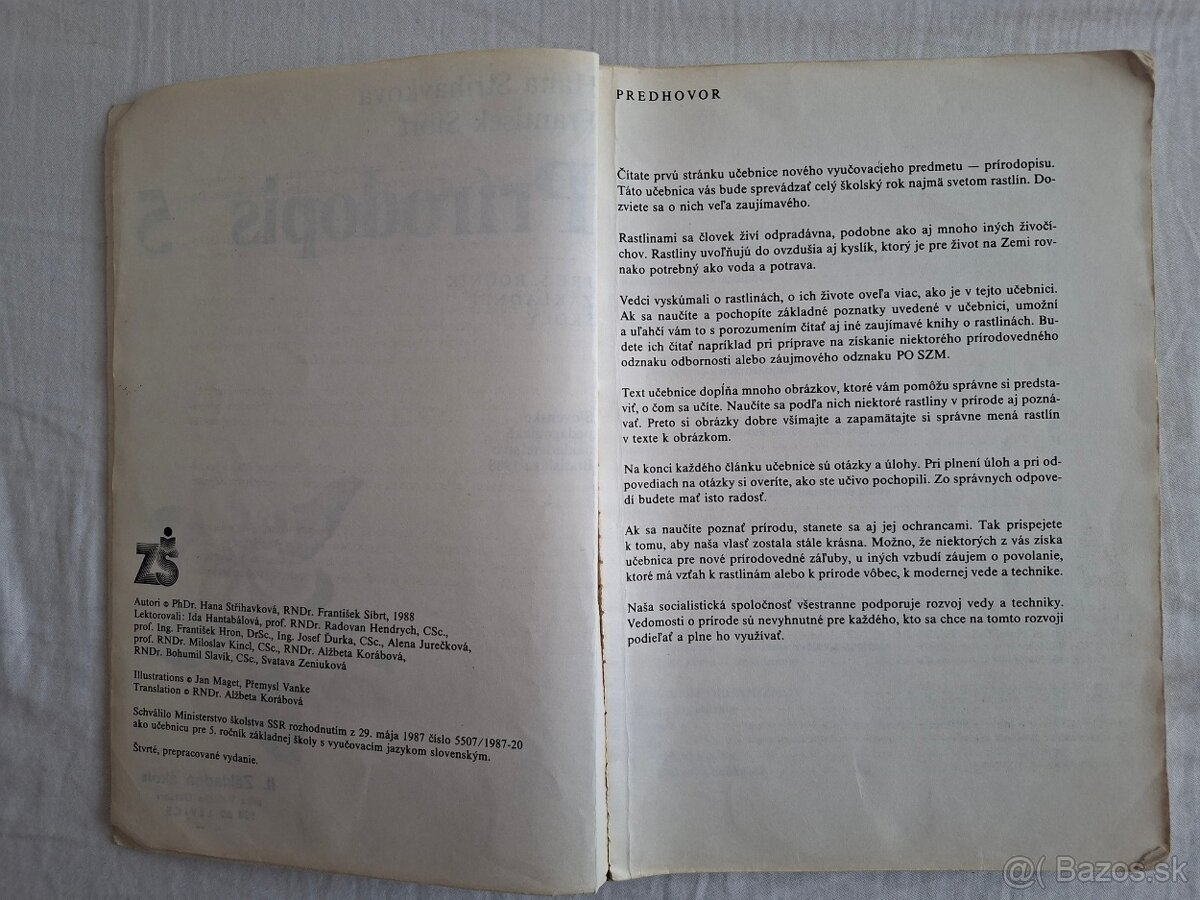 ZŠ
Autori © PhDr. Hana Střihavková, RNDr. František Síbrt, 1988
Lektorovali: Ida Hantabálová, prof. RNDr. Radovan Hendrych, CSc.,
prof. Ing. František Hron, DrSc., Ing. Josef Ďurka, CSc., Alena Jurečková,
prof. RNDr. Miloslav Kincl, CSc., RNDr. Alžbeta Korábová,
RNDr. Bohumil Slavík, CSc., Svatava Zeniuková
Illustrations © Jan Maget, Přemysl Vanke
Translation © RNDr. Alžbeta Korábová
Schválilo Ministerstvo školstva SSR rozhodnutím z 29. mája 1987 číslo 5507/1987-20
ako učebnicu pre 5. ročník základnej školy s vyučovacím jazykom slovenským.
Štvrté, prepracované vydanie.
PREDHOVOR
Čítate prvú stránku učebnice nového vyučovacieho predmetu — prírodopisu.
Táto učebnica vás bude sprevádzať celý školský rok najmä svetom rastlín. Do-
zviete sa o nich veľa zaujímavého.
Rastlinami sa človek živí odpradávna, podobne ako aj mnoho iných živočí-
chov. Rastliny uvoľňujú do ovzdušia aj kyslík, ktorý je pre život na Zemi rov-
nako potrebný ako voda a potrava.
Vedci vyskúmali o rastlinách, o ich živote oveľa viac, ako je v tejto učebnici.
Ak sa naučíte a pochopíte základné poznatky uvedené v učebnici, umožní
a uľahčí vám to s porozumením čítať aj iné zaujímavé knihy o rastlinách. Bu-
dete ich čítať napríklad pri príprave na získanie niektorého prírodovedného
odznaku odbornosti alebo záujmového odznaku PO SZM.
Text učebnice dopĺňa mnoho obrázkov, ktoré vám pomôžu správne si predsta-
viť, o čom sa učíte. Naučíte sa podľa nich niektoré rastliny v prírode aj pozná-
vať. Preto si obrázky dobre všímajte a zapamätajte si správne mená rastlín
v texte k obrázkom.
Na konci každého článku učebnice sú otázky a úlohy. Pri plnení úloh a pri od-
povediach na otázky si overíte, ako ste učivo pochopili. Zo správnych odpove-
dí budete mať isto radosť.
Ak sa naučíte poznať prírodu, stanete sa aj jej ochrancami. Tak prispejete
k tomu, aby naša vlasť zostala stále krásna. Možno, že niektorých z vás získa
učebnica pre nové prírodovedné záľuby, u iných vzbudí záujem o povolanie,
ktoré má vzťah k rastlinám alebo k prírode vôbec, k modernej vede a technike.
Naša socialistická spoločnosť všestranne podporuje rozvoj vedy a techniky.
Vedomosti o prírode sú nevyhnutné pre každého, kto sa chce na tomto rozvoji
podieľať a plne ho využívať.
@( Bazos.sk